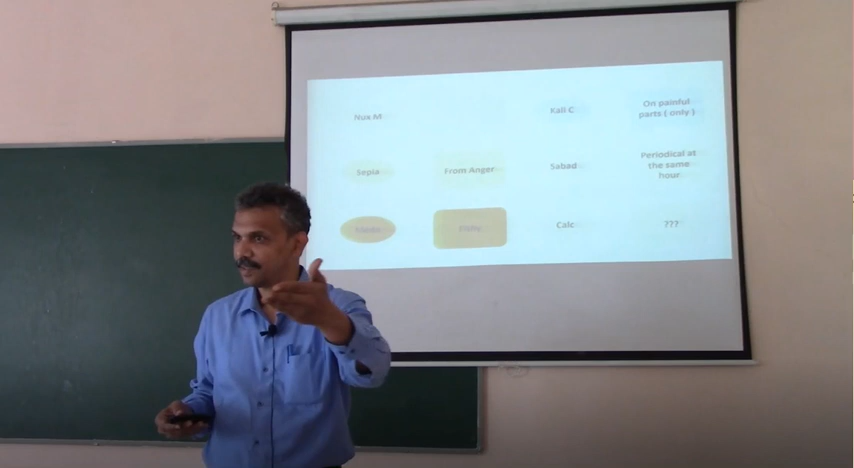 Nux M
Kali C
On painful
parts ( only )
Sepia
From Anger
Sabad
Periodical at
the same
hour
Calc
???